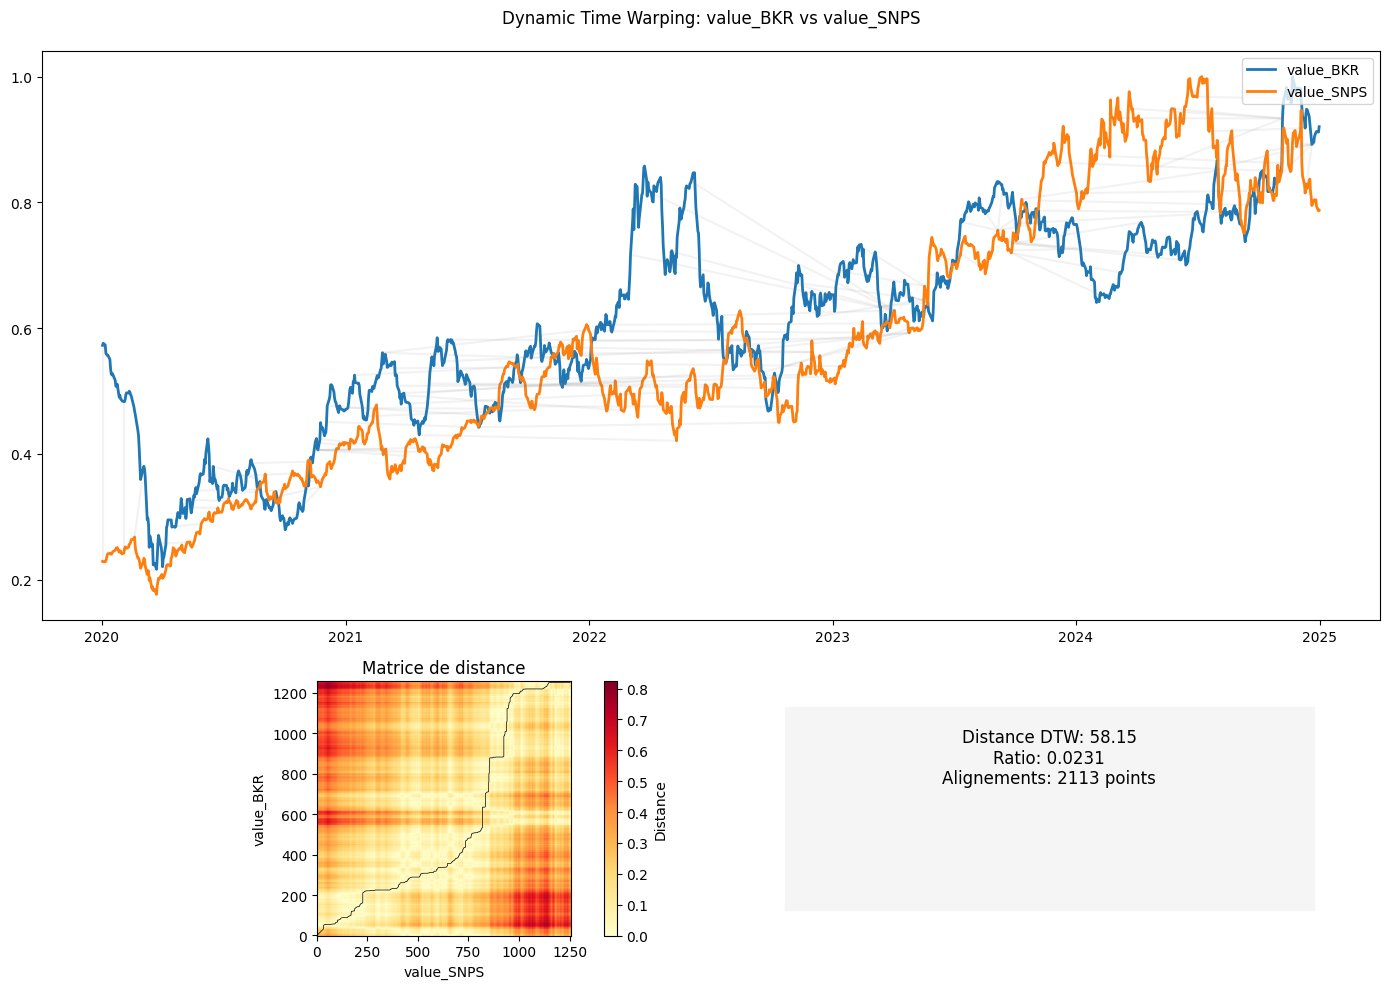 Dynamic Time Warping: value_BKR vs value_SNPS
1.0
0.8
0.6
0.4
0.2
value_BKR
value_SNPS
2020 2021 2022 2023 2024 2025
Matrice de distance
value_BKR
1200
1000
800
600
400
200
0
0 250 500 750 1000 1250
value_SNPS
0.8
0.7
0.6
0.5
0.4
0.3
0.2
0.1
0.0
Distance
Distance DTW: 58.15
Ratio: 0.0231
Alignements: 2113 points